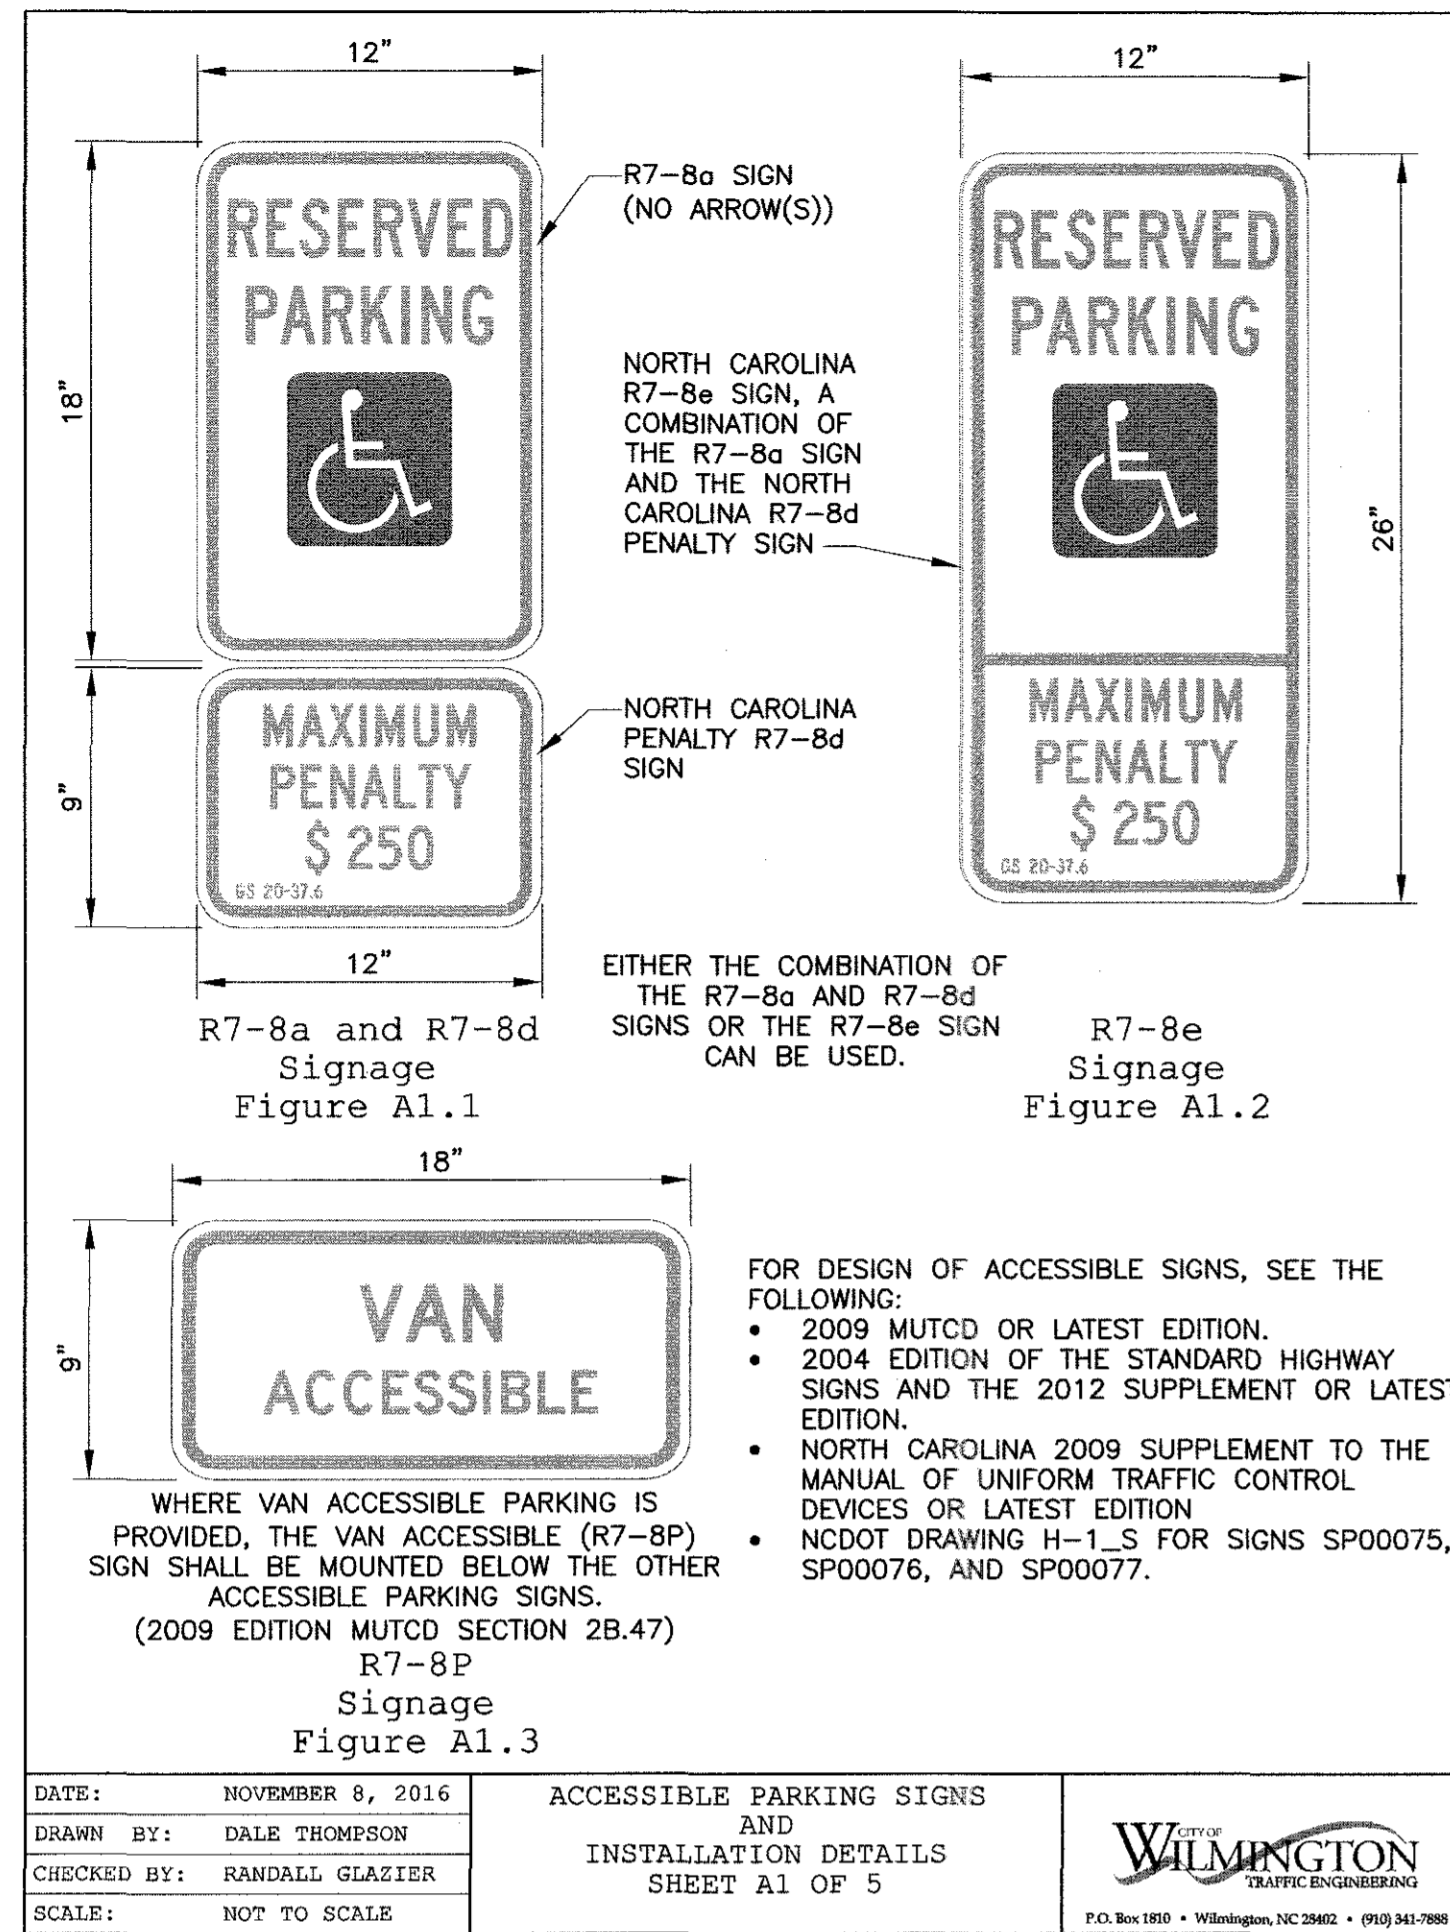 12"
18"
RESERVED
PARKING
R7-8a SIGN
(NO ARROW(S))
9"
MAXIMUM
PENALTY
$ 250
GS 20-37.6
12"
NORTH CAROLINA
PENALTY R7-8d
SIGN
R7-8a and R7-8d
Signage
Figure A1.1
NORTH CAROLINA
R7-8e SIGN, A
COMBINATION OF
THE R7-8a SIGN
AND THE NORTH
CAROLINA R7-8d
PENALTY SIGN
12"
26"
RESERVED
PARKING
MAXIMUM
PENALTY
$ 250
GS 20-37.6
EITHER THE COMBINATION OF
THE R7-8a AND R7-8d
SIGNS OR THE R7-8e SIGN
CAN BE USED.
R7-8e
Signage
Figure A1.2
18"
9"
VAN
ACCESSIBLE
WHERE VAN ACCESSIBLE PARKING IS
PROVIDED, THE VAN ACCESSIBLE (R7-8P)
SIGN SHALL BE MOUNTED BELOW THE OTHER
ACCESSIBLE PARKING SIGNS.
(2009 EDITION MUTCD SECTION 2B.47)
R7-8P
Signage
Figure A1.3
FOR DESIGN OF ACCESSIBLE SIGNS, SEE THE
FOLLOWING:
• 2009 MUTCD OR LATEST EDITION.
• 2004 EDITION OF THE STANDARD HIGHWAY
SIGNS AND THE 2012 SUPPLEMENT OR LATEST
EDITION.
• NORTH CAROLINA 2009 SUPPLEMENT TO THE
MANUAL OF UNIFORM TRAFFIC CONTROL
DEVICES OR LATEST EDITION
• NCDOT DRAWING H-1_S FOR SIGNS SP00075,
SP00076, AND SP00077.
DATE: NOVEMBER 8, 2016
DRAWN BY: DALE THOMPSON
CHECKED BY: RANDALL GLAZIER
SCALE: NOT TO SCALE
ACCESSIBLE PARKING SIGNS
AND
INSTALLATION DETAILS
SHEET A1 OF 5
CITY OF
WILMINGTON
TRAFFIC ENGINEERING
P.O. Box 1810 • Wilmington, NC 28402 • (910) 341-7888